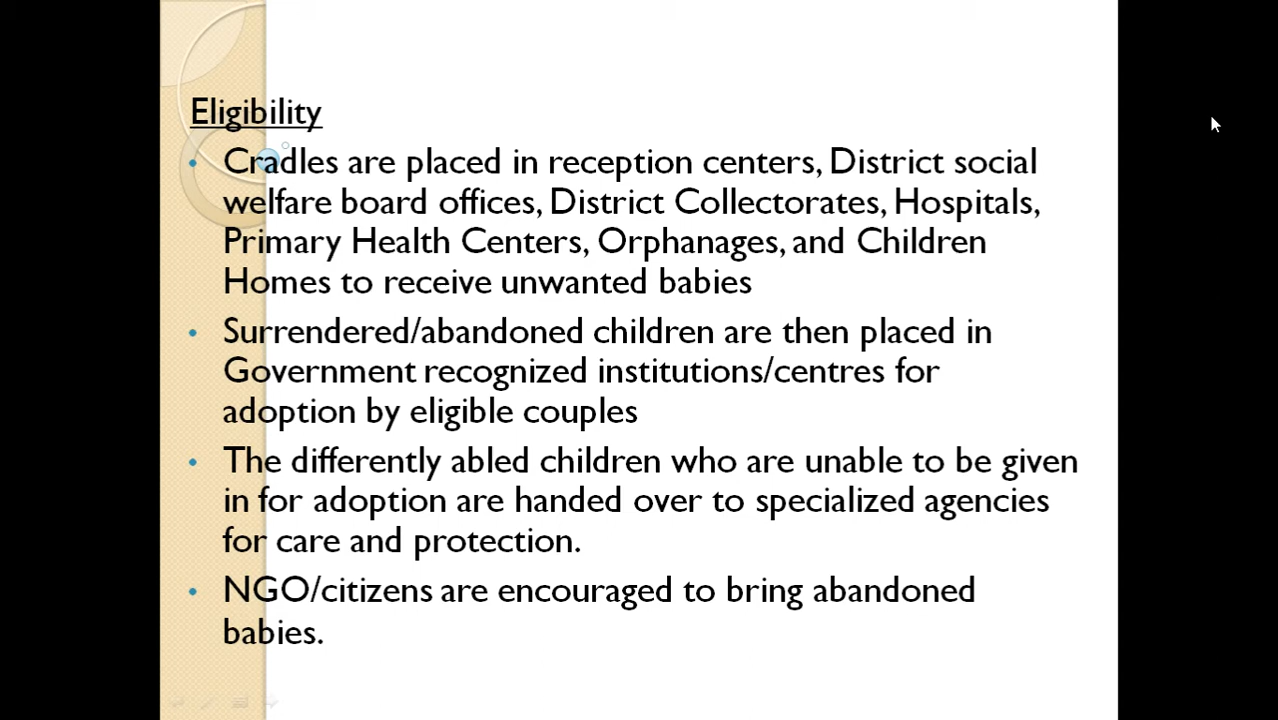 Eligibility
• Cradles are placed in reception centers, District social
welfare board offices, District Collectorates, Hospitals,
Primary Health Centers, Orphanages, and Children
Homes to receive unwanted babies
• Surrendered/abandoned children are then placed in
Government recognized institutions/centres for
adoption by eligible couples
• The differently abled children who are unable to be given
in for adoption are handed over to specialized agencies
for care and protection.
• NGO/citizens are encouraged to bring abandoned
babies.